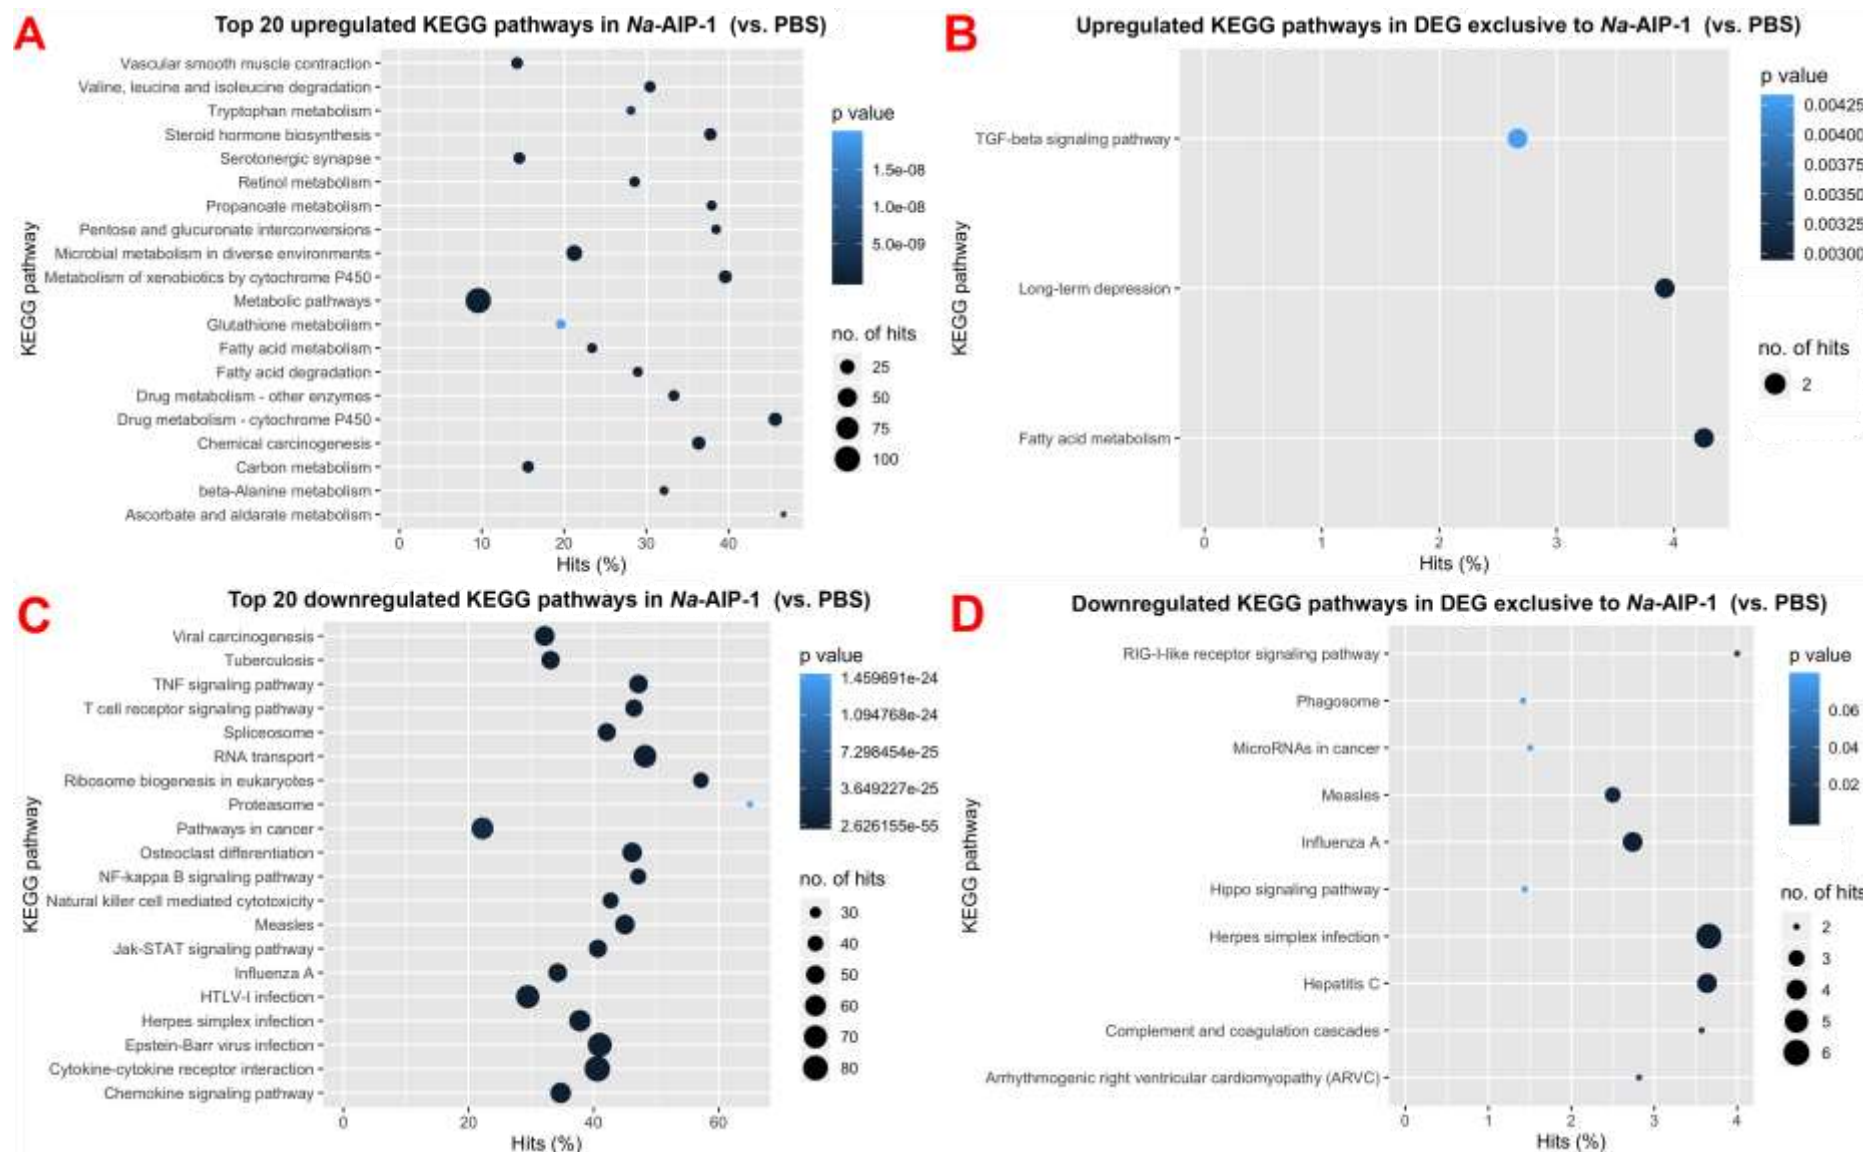 A
Top 20 upregulated KEGG pathways in Na-AIP-1 (vs. PBS)
KEGG pathway
Vascular smooth muscle contraction
Valine, leucine and isoleucine degradation
Tryptophan metabolism
Steroid hormone biosynthesis
Serotonergic synapse
Retinol metabolism
Propanoate metabolism
Pentose and glucuronate interconversions
Microbial metabolism in diverse environments
Metabolism of xenobiotics by cytochrome P450
Metabolic pathways
Glutathione metabolism
Fatty acid metabolism
Fatty acid degradation
Drug metabolism - other enzymes
Drug metabolism - cytochrome P450
Chemical carcinogenesis
Carbon metabolism
beta-Alanine metabolism
Ascorbate and aldarate metabolism
0 10 20 30 40
Hits (%)
p value
1.5e-08
1.0e-08
5.0e-09
no. of hits
25
50
75
100
B
Upregulated KEGG pathways in DEG exclusive to Na-AIP-1 (vs. PBS)
KEGG pathway
TGF-beta signaling pathway
Long-term depression
Fatty acid metabolism
0 1 2 3 4
Hits (%)
p value
0.00425
0.00400
0.00375
0.00350
0.00325
0.00300
no. of hits
2
C
Top 20 downregulated KEGG pathways in Na-AIP-1 (vs. PBS)
KEGG pathway
Viral carcinogenesis
Tuberculosis
TNF signaling pathway
T cell receptor signaling pathway
Spliceosome
RNA transport
Ribosome biogenesis in eukaryotes
Proteasome
Pathways in cancer
Osteoclast differentiation
NF-kappa B signaling pathway
Natural killer cell mediated cytotoxicity
Measles
Jak-STAT signaling pathway
Influenza A
HTLV-I infection
Herpes simplex infection
Epstein-Barr virus infection
Cytokine-cytokine receptor interaction
Chemokine signaling pathway
0 20 40 60
Hits (%)
p value
1.459691e-24
1.094768e-24
7.298454e-25
3.649227e-25
2.626155e-55
no. of hits
30
40
50
60
70
80
D
Downregulated KEGG pathways in DEG exclusive to Na-AIP-1 (vs. PBS)
KEGG pathway
RIG-I-like receptor signaling pathway
Phagosome
MicroRNAs in cancer
Measles
Influenza A
Hippo signaling pathway
Herpes simplex infection
Hepatitis C
Complement and coagulation cascades
Arrhythmogenic right ventricular cardiomyopathy (ARVC)
0 1 2 3 4
Hits (%)
p value
0.06
0.04
0.02
no. of hits
2
3
4
5
6